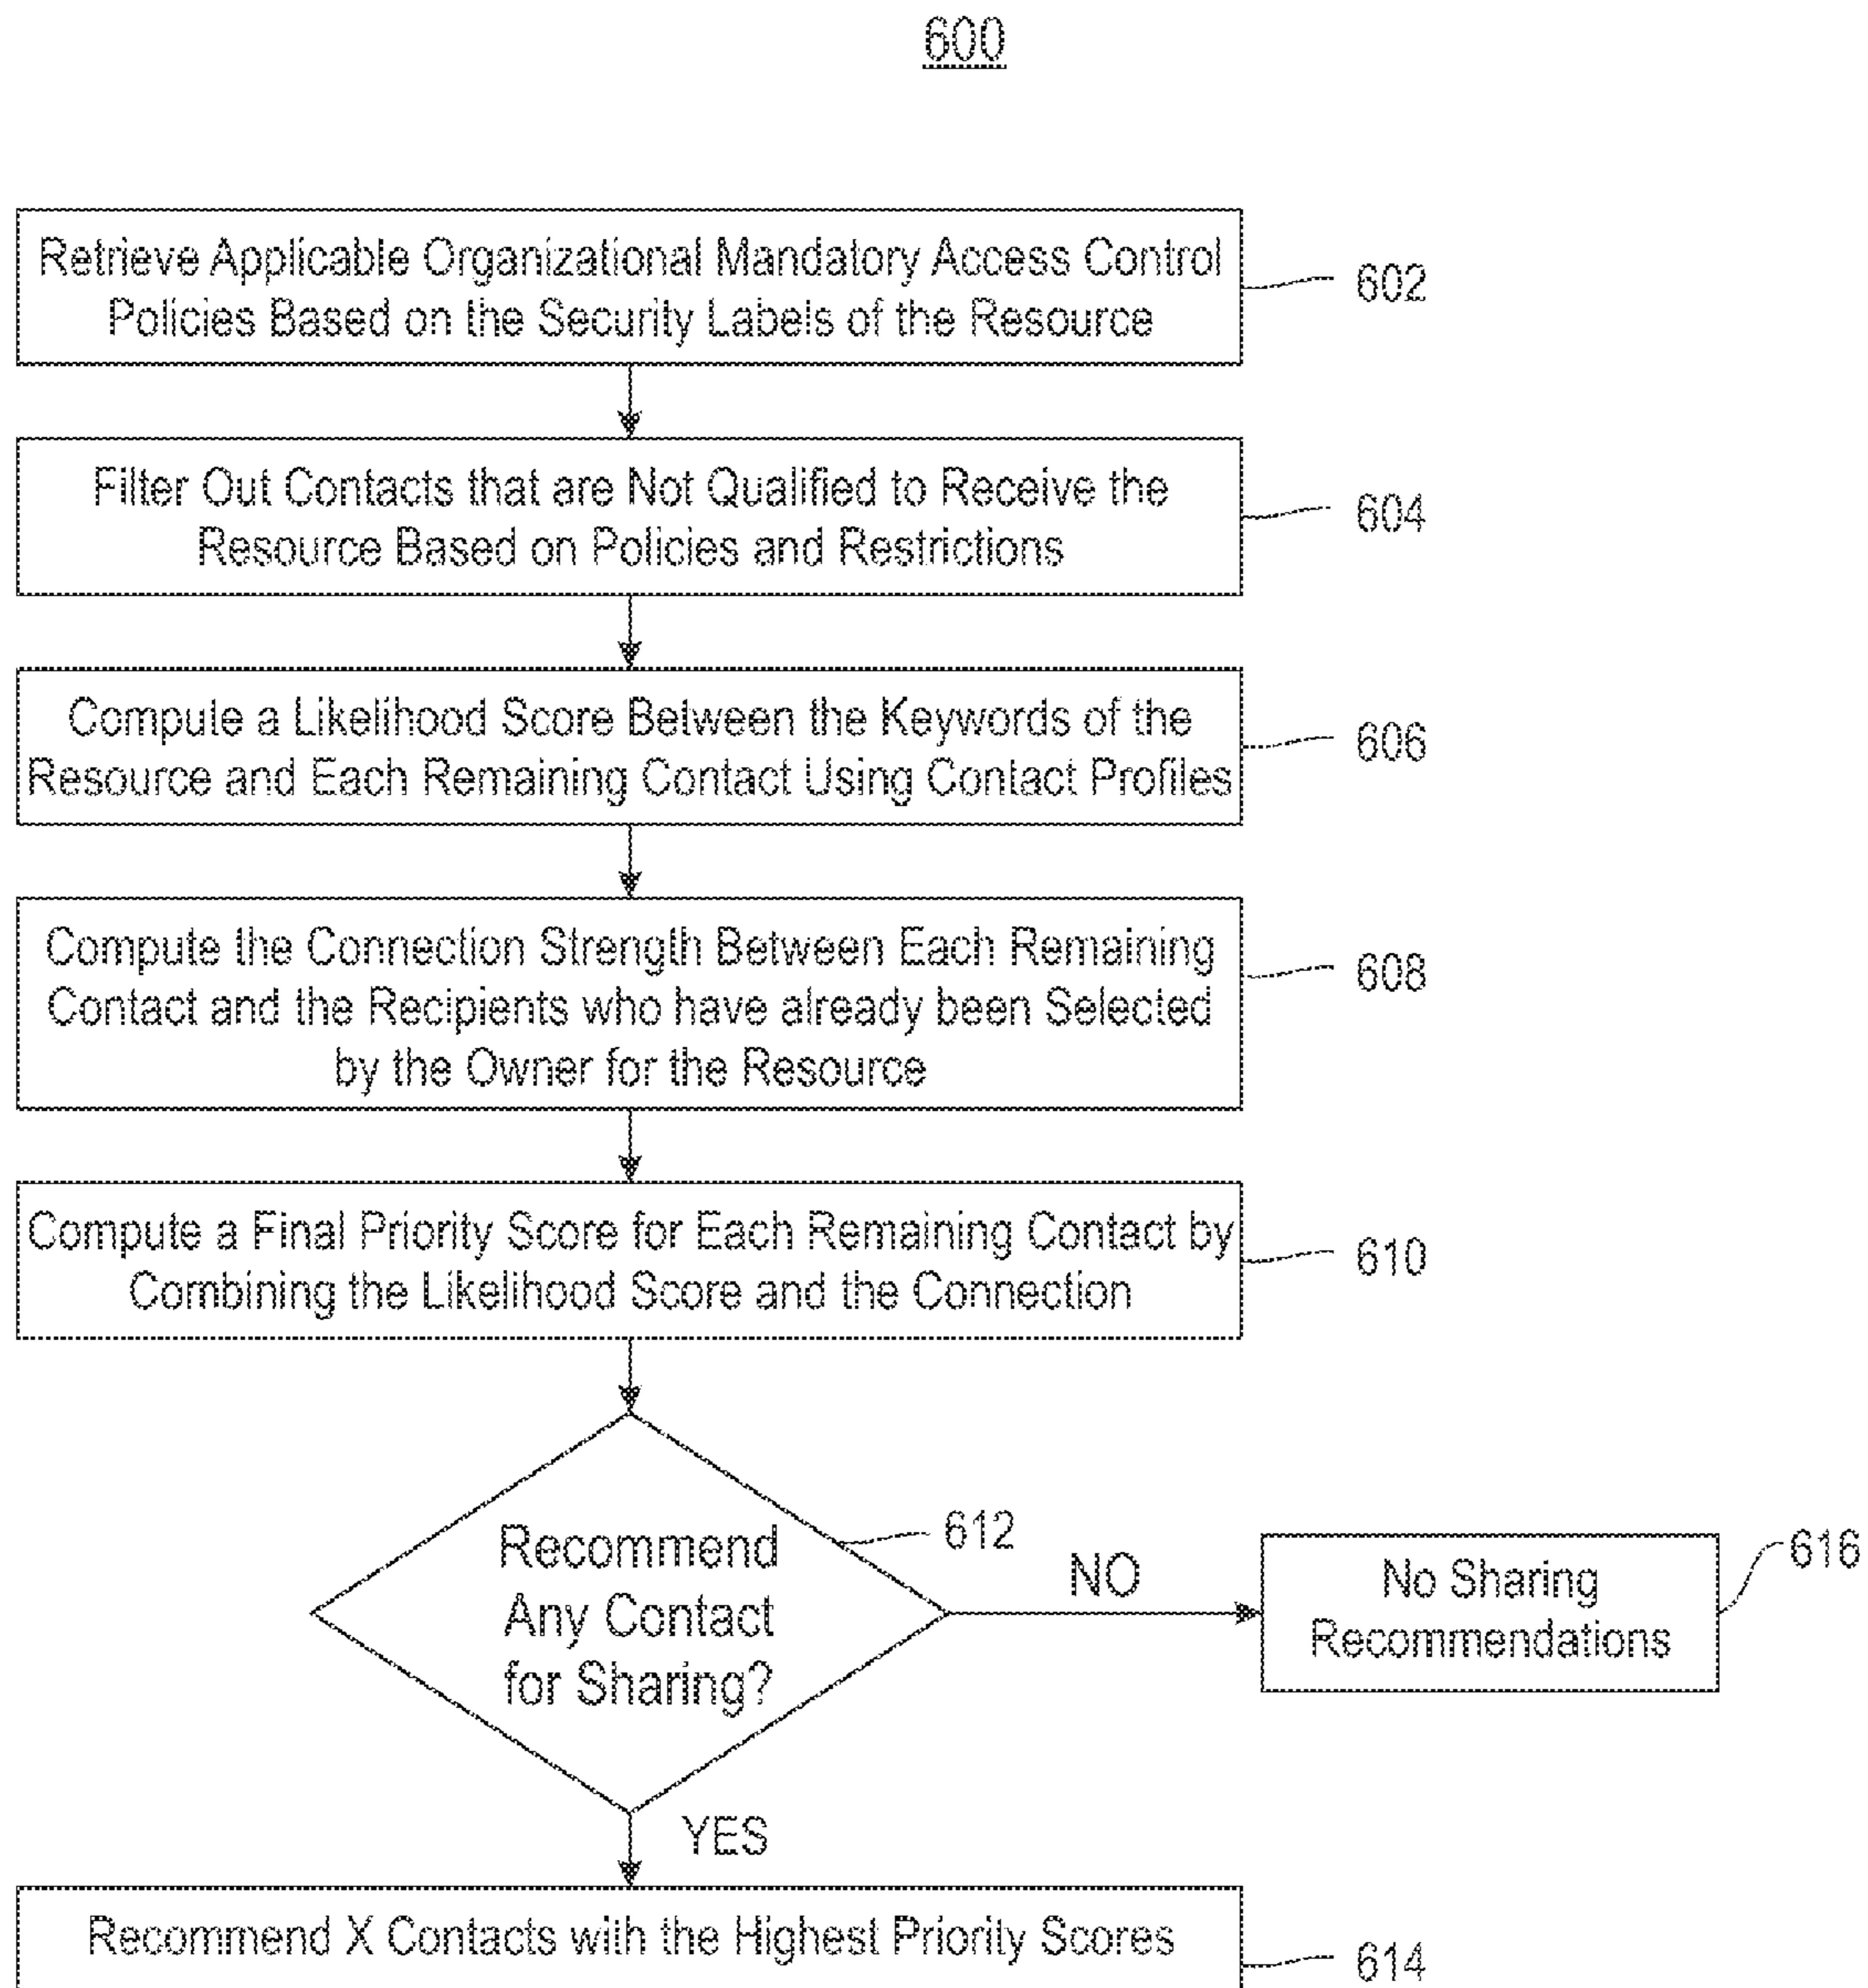 600
Retrieve Applicable Organizational Mandatory Access Control
Policies Based on the Security Labels of the Resource
602
Filter Out Contacts that are Not Qualified to Receive the
Resource Based on Policies and Restrictions
604
Compute a Likelihood Score Between the Keywords of the
Resource and Each Remaining Contact Using Contact Profiles
606
Compute the Connection Strength Between Each Remaining
Contact and the Recipients who have already been Selected
by the Owner for the Resource
608
Compute a Final Priority Score for Each Remaining Contact by
Combining the Likelihood Score and the Connection
610
Recommend
Any Contact
for Sharing?
612
NO
No Sharing
Recommendations
616
YES
Recommend X Contacts with the Highest Priority Scores
614